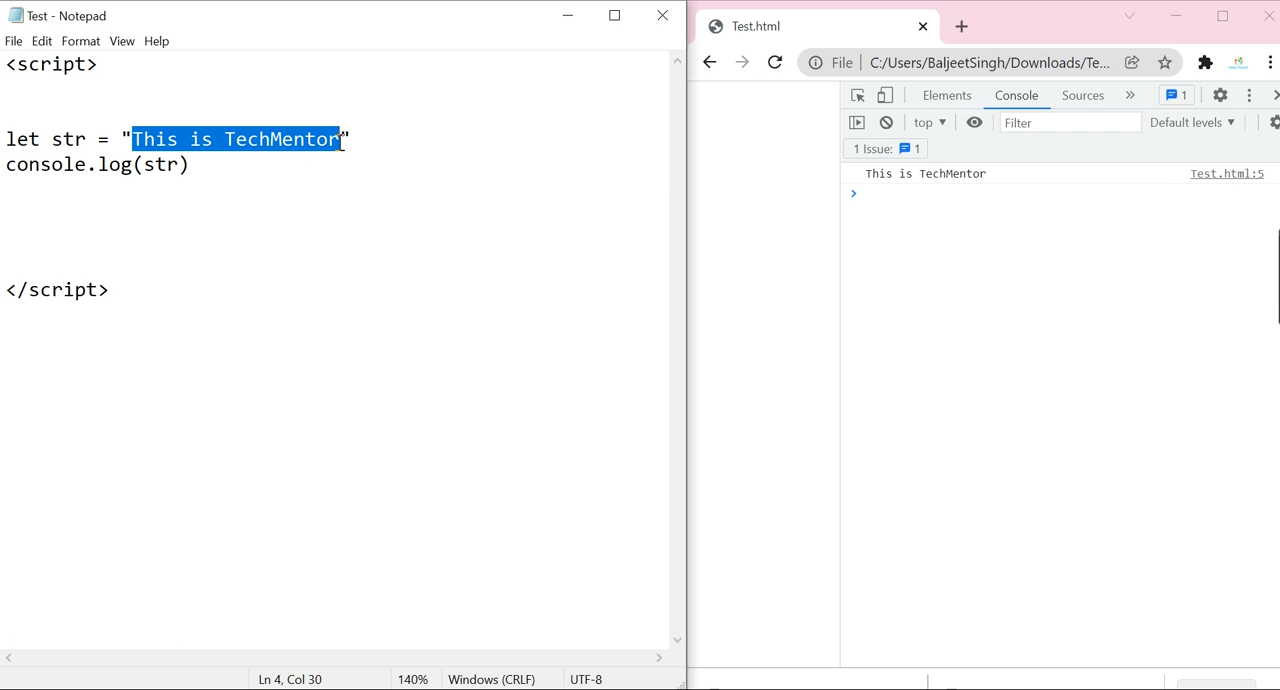 Test - Notepad
File Edit Format View Help
<script>
let str = "This is TechMentor"
console.log(str)
</script>
Ln 4, Col 30 140% Windows (CRLF) UTF-8
Test.html
File C:/Users/BaljeetSingh/Downloads/Te...
Elements Console Sources 1
top Filter Default levels
1 Issue: 1
This is TechMentor Test.html:5